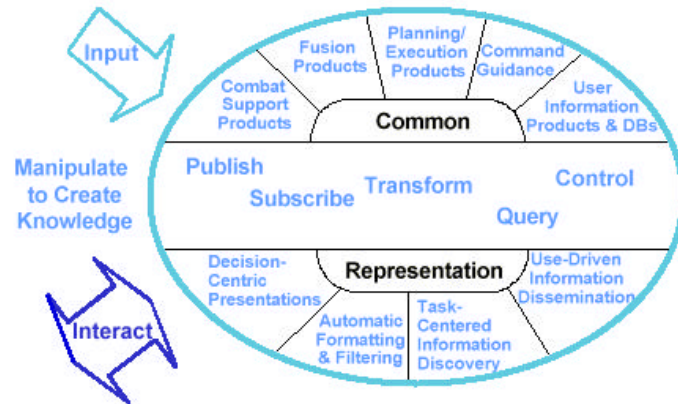 Input
Combat
Support
Products
Fusion
Products
Planning/
Execution
Products
Command
Guidance
User
Information
Products & DBs
Common
Manipulate
to Create
Knowledge
Publish
Subscribe
Transform
Query
Control
Interact
Representation
Decision-
Centric
Presentations
Automatic
Formatting
& Filtering
Task-
Centered
Information
Discovery
Use-Driven
Information
Dissemination